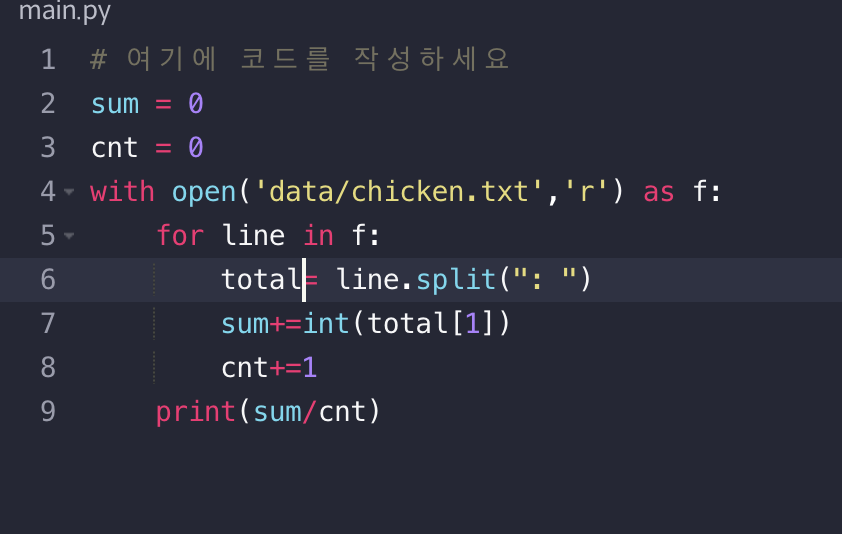 main.py
1 # 여기에 코드를 작성하세요
2 sum = 0
3 cnt = 0
4 with open('data/chicken.txt','r') as f:
5     for line in f:
6         total= line.split(": ")
7         sum+=int(total[1])
8         cnt+=1
9     print(sum/cnt)